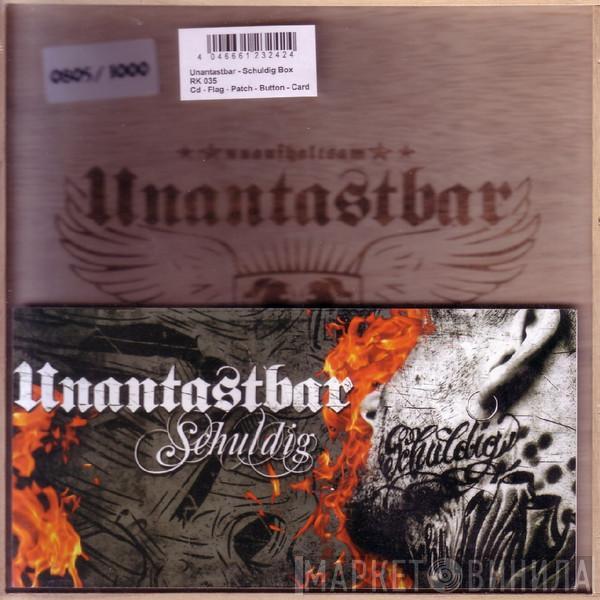 0805 / 1000
4 046661 232424
Unantastbar - Schuldig Box
RK 035
Cd - Flag - Patch - Button - Card
unaufhaltsam
Unantastbar
Unantastbar
Schuldig
Schuldig
МАРКЕТ ВИНИЛА